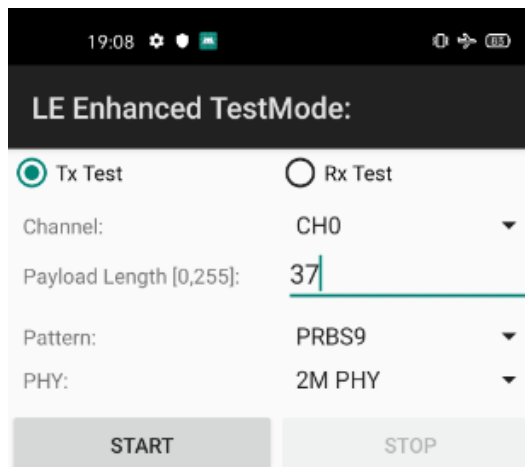 19:08 83
LE Enhanced TestMode:
Tx Test Rx Test
Channel: CH0
Payload Length [0,255]: 37
Pattern: PRBS9
PHY: 2M PHY
START STOP